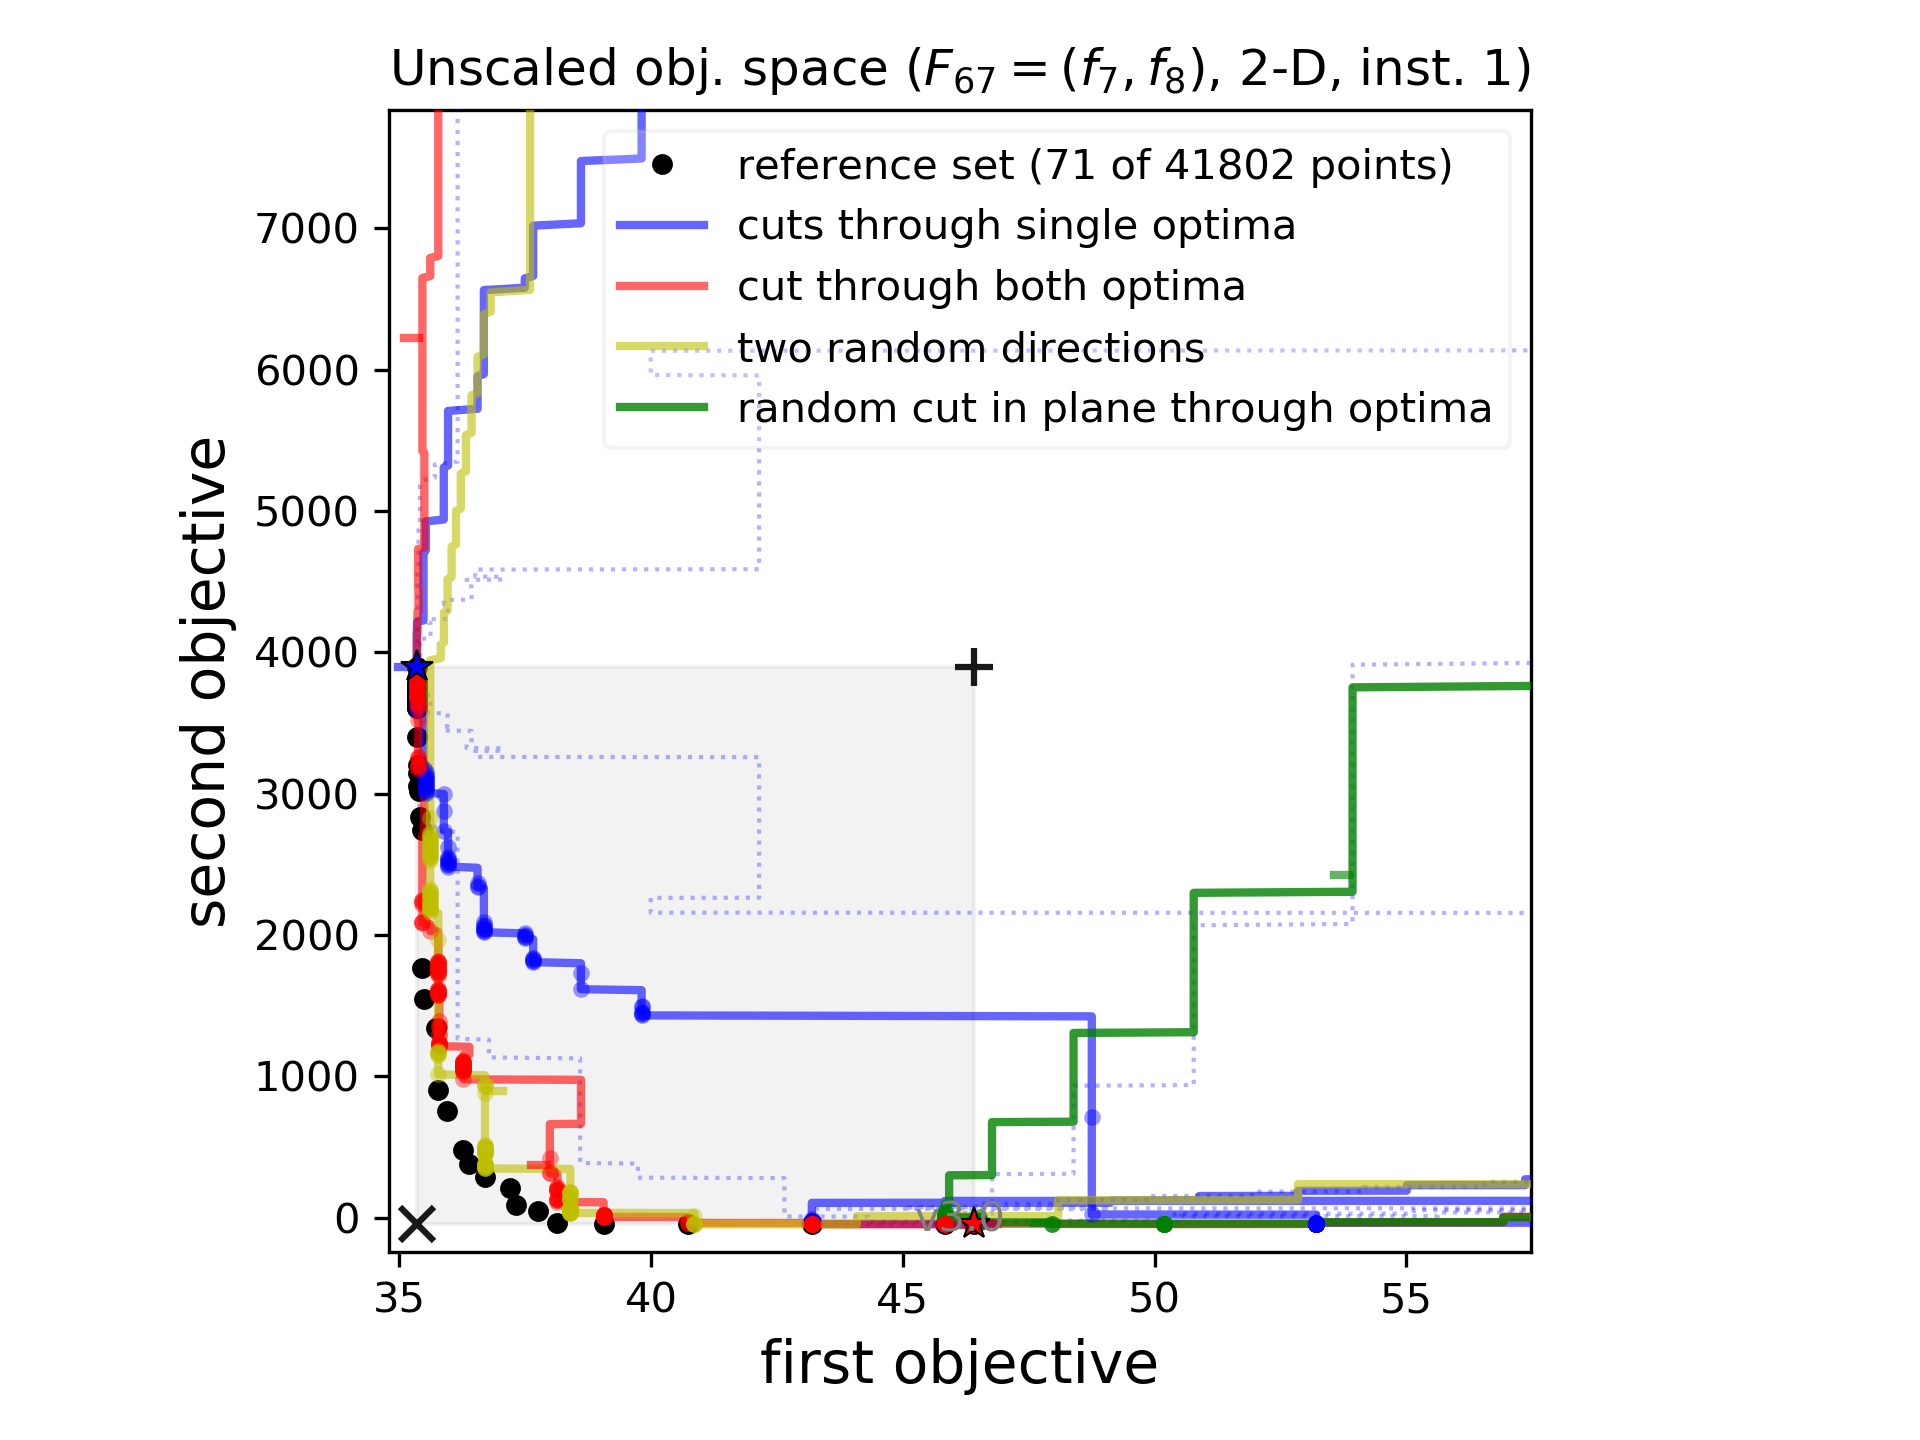 Unscaled obj. space (F₆₇ = (f₇, f₈), 2-D, inst. 1)
reference set (71 of 41802 points)
cuts through single optima
cut through both optima
two random directions
random cut in plane through optima
second objective
7000
6000
5000
4000
3000
2000
1000
0
35
40
45
50
55
first objective